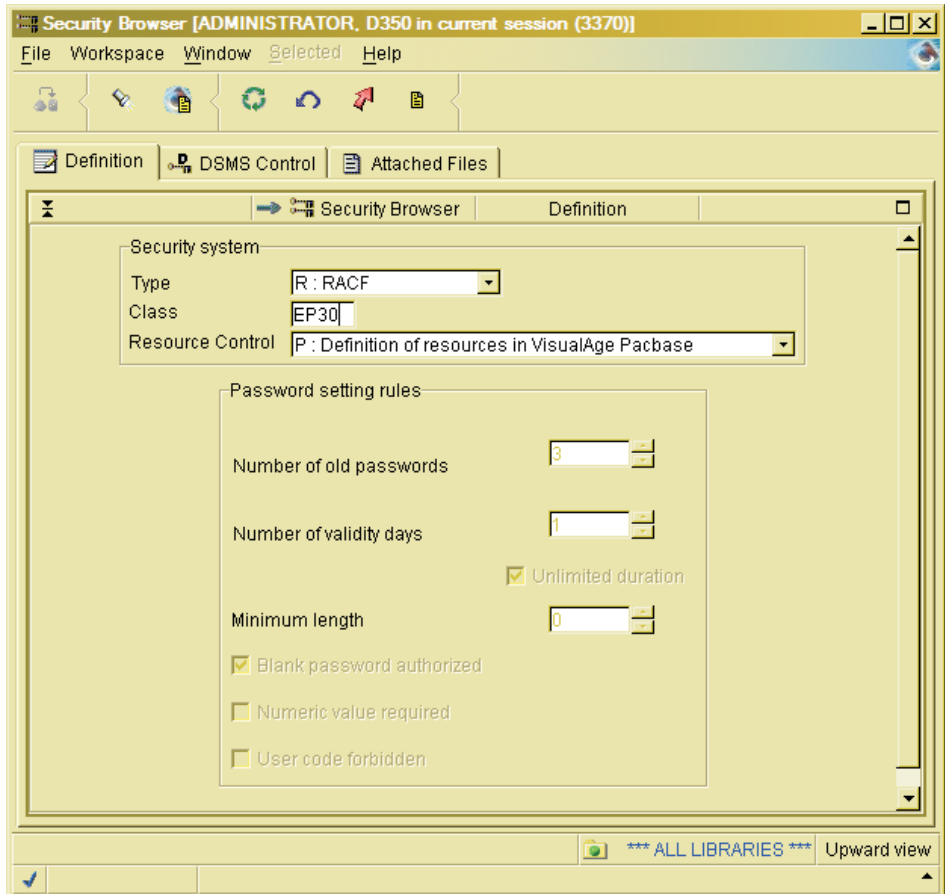 Security Browser [ADMINISTRATOR, D350 in current session (3370)]
File Workspace Window Selected Help
Definition DSMS Control Attached Files
Security Browser Definition
Security system
Type R : RACF
Class EP30
Resource Control P : Definition of resources in VisualAge Pacbase
Password setting rules
Number of old passwords 3
Number of validity days 1
Unlimited duration
Minimum length 0
Blank password authorized
Numeric value required
User code forbidden
*** ALL LIBRARIES *** Upward view